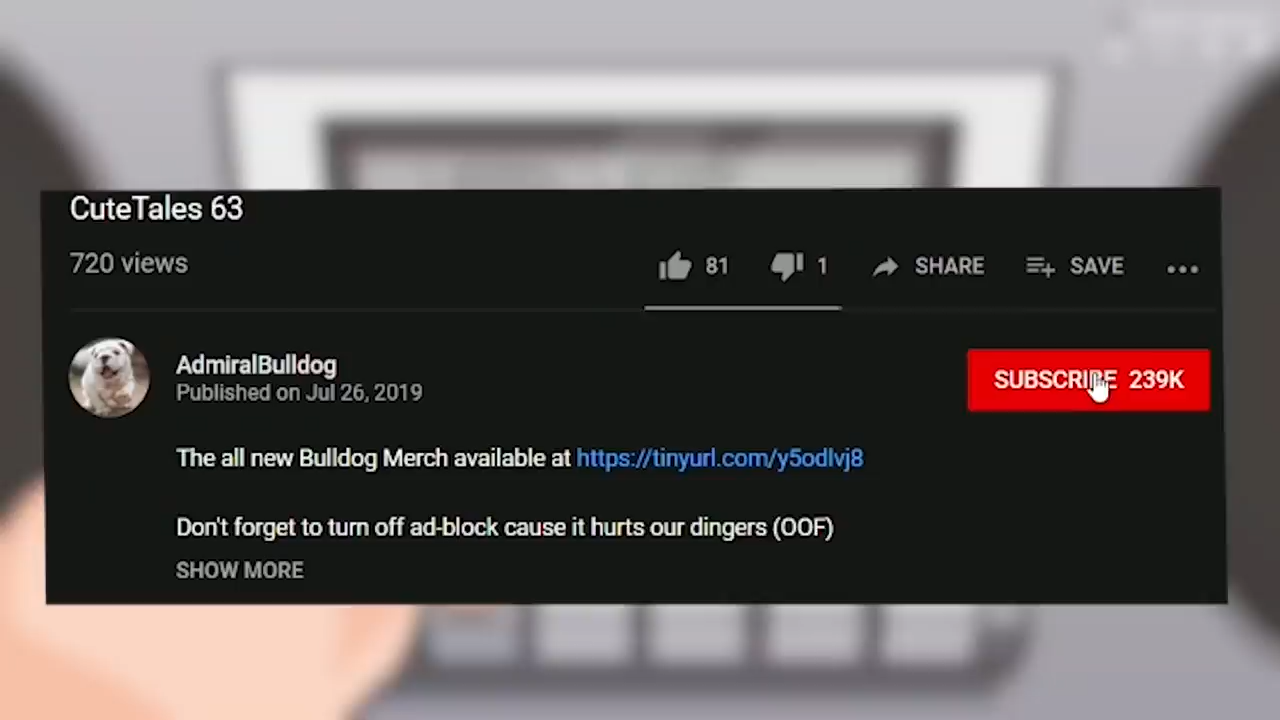 CuteTales 63
720 views
81 1 SHARE SAVE
AdmiralBulldog
Published on Jul 26, 2019
SUBSCRIBE 239K
The all new Bulldog Merch available at https://tinyurl.com/y5odlvj8
Don't forget to turn off ad-block cause it hurts our dingers (OOF)
SHOW MORE